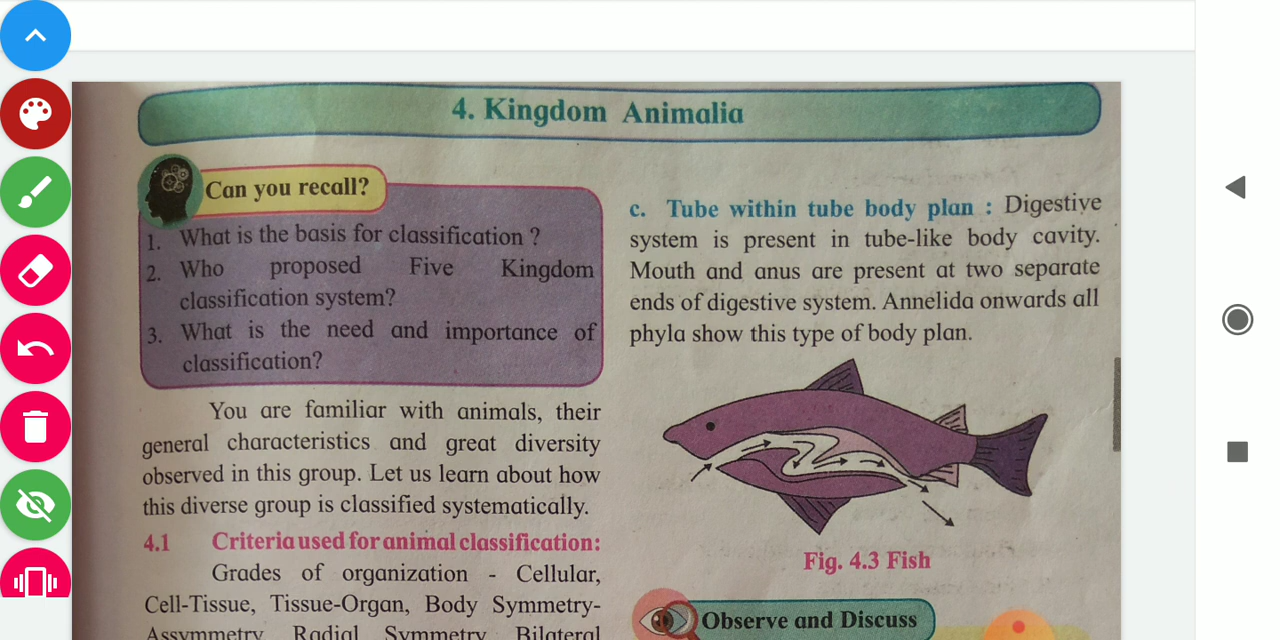 4. Kingdom Animalia
Can you recall?
1. What is the basis for classification ?
2. Who proposed Five Kingdom
classification system?
3. What is the need and importance of
classification?
You are familiar with animals, their
general characteristics and great diversity
observed in this group. Let us learn about how
this diverse group is classified systematically.
4.1 Criteria used for animal classification:
Grades of organization - Cellular,
Cell-Tissue, Tissue-Organ, Body Symmetry-
Assymmetry Radial Symmetry Bilateral
c. Tube within tube body plan : Digestive
system is present in tube-like body cavity.
Mouth and anus are present at two separate
ends of digestive system. Annelida onwards all
phyla show this type of body plan.
Fig. 4.3 Fish
Observe and Discuss